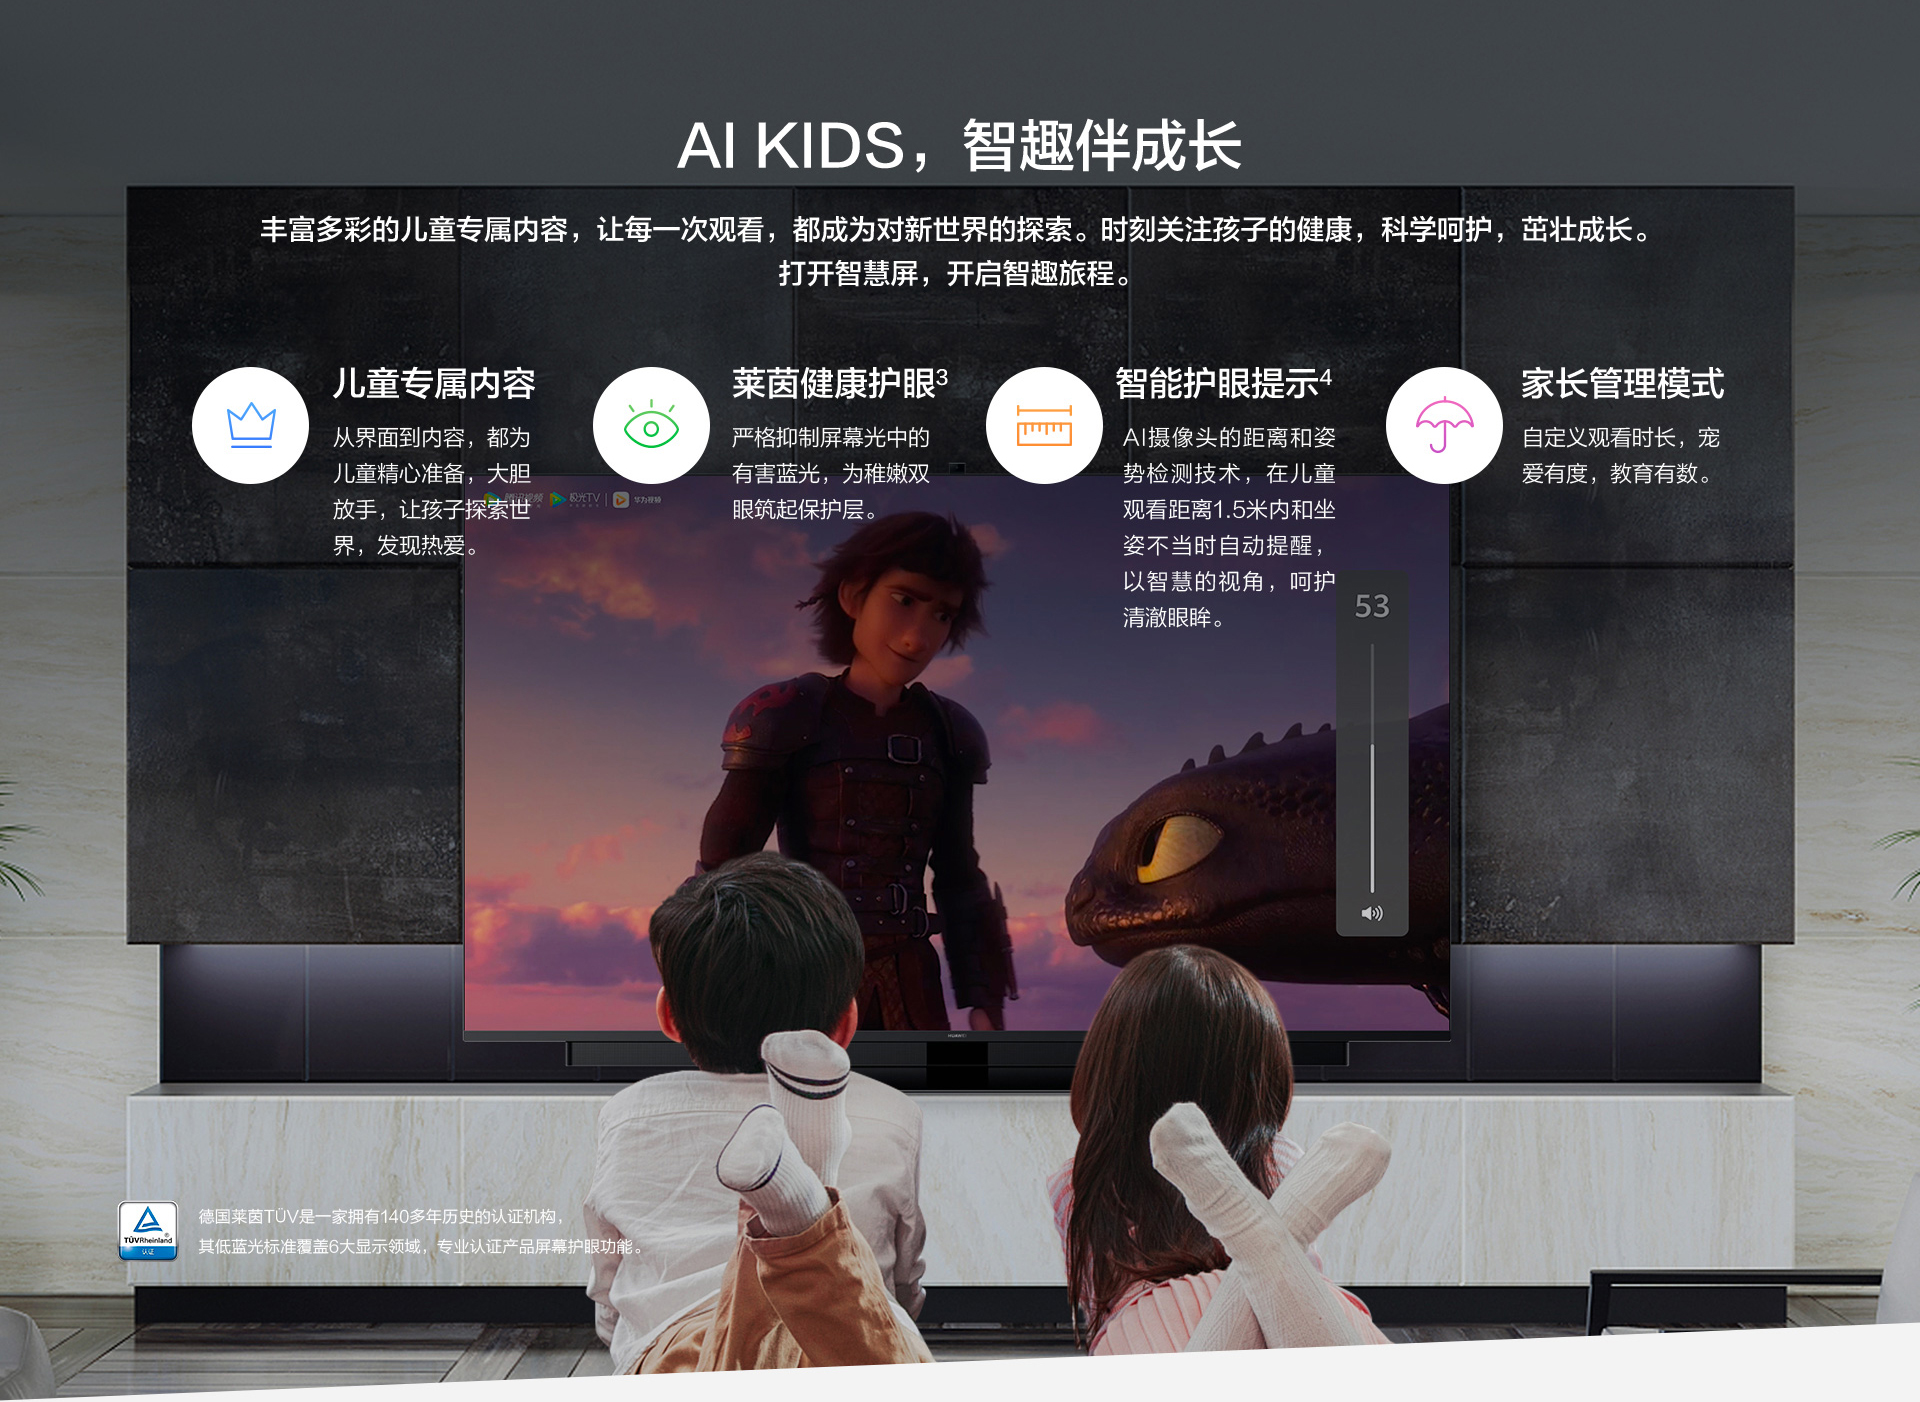 AI KIDS，智趣伴成长
丰富多彩的儿童专属内容，让每一次观看，都成为对新世界的探索。时刻关注孩子的健康，科学呵护，茁壮成长。
打开智慧屏，开启智趣旅程。
儿童专属内容
从界面到内容，都为
儿童精心准备，大胆
放手，让孩子探索世
界，发现热爱。
莱茵健康护眼3
严格抑制屏幕光中的
有害蓝光，为稚嫩双
眼筑起保护层。
智能护眼提示4
AI摄像头的距离和姿
势检测技术，在儿童
观看距离1.5米内和坐
姿不当时自动提醒，
以智慧的视角，呵护
清澈眼眸。
家长管理模式
自定义观看时长，宠
爱有度，教育有数。
腾讯视频 极光TV 华为视频
53
HUAWEI
TÜVRheinland®
认证
德国莱茵TÜV是一家拥有140多年历史的认证机构，
其低蓝光标准覆盖6大显示领域，专业认证产品屏幕护眼功能。